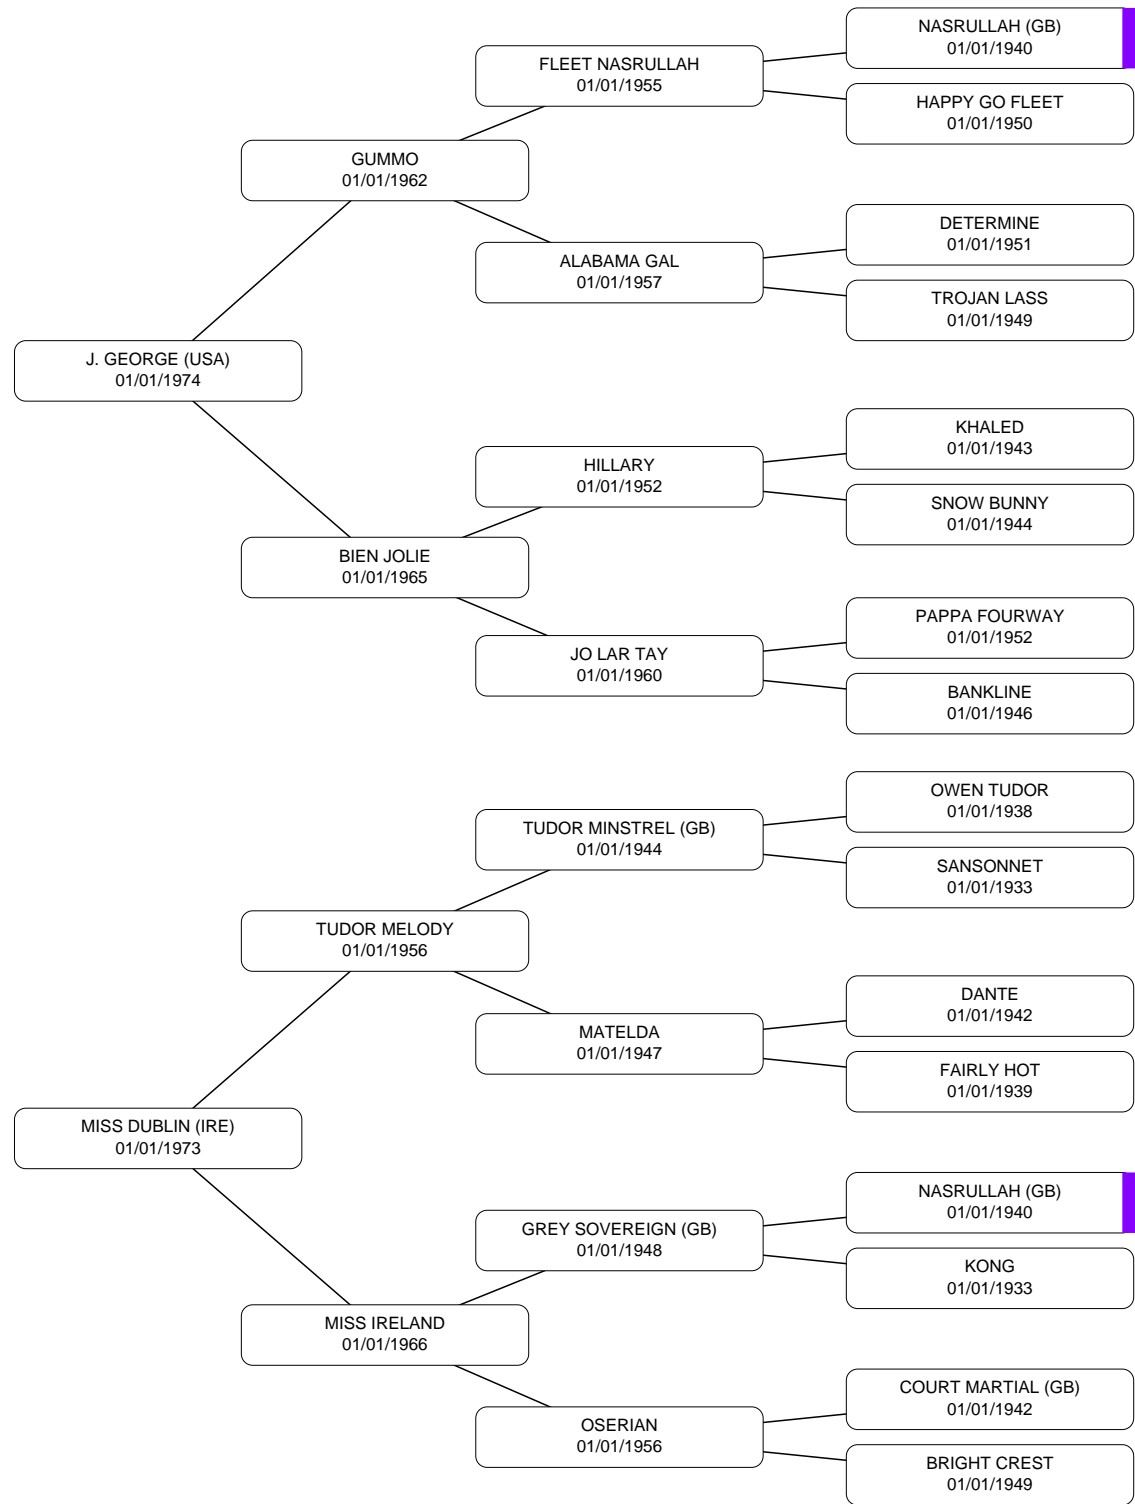 NASRULLAH (GB)
01/01/1940
FLEET NASRULLAH
01/01/1955
HAPPY GO FLEET
01/01/1950
GUMMO
01/01/1962
DETERMINE
01/01/1951
ALABAMA GAL
01/01/1957
TROJAN LASS
01/01/1949
J. GEORGE (USA)
01/01/1974
KHALED
01/01/1943
HILLARY
01/01/1952
SNOW BUNNY
01/01/1944
BIEN JOLIE
01/01/1965
PAPPA FOURWAY
01/01/1952
JO LAR TAY
01/01/1960
BANKLINE
01/01/1946
OWEN TUDOR
01/01/1938
TUDOR MINSTREL (GB)
01/01/1944
SANSONNET
01/01/1933
TUDOR MELODY
01/01/1956
DANTE
01/01/1942
MATELDA
01/01/1947
FAIRLY HOT
01/01/1939
MISS DUBLIN (IRE)
01/01/1973
NASRULLAH (GB)
01/01/1940
GREY SOVEREIGN (GB)
01/01/1948
KONG
01/01/1933
MISS IRELAND
01/01/1966
COURT MARTIAL (GB)
01/01/1942
OSERIAN
01/01/1956
BRIGHT CREST
01/01/1949